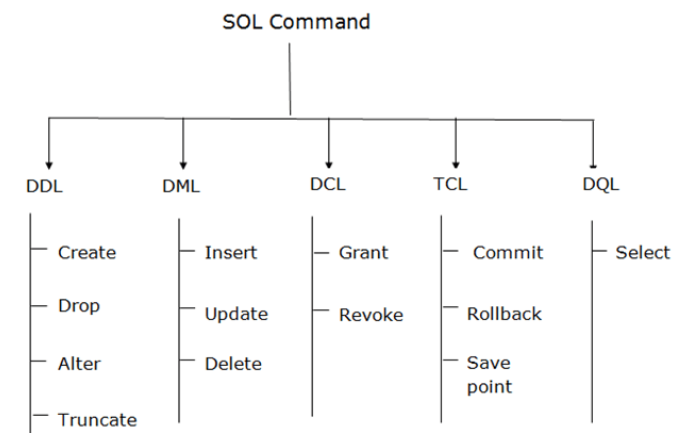 SOL Command
DDL
DML
DCL
TCL
DQL
Create
Insert
Grant
Commit
Select
Drop
Update
Revoke
Rollback
Alter
Delete
Save
point
Truncate